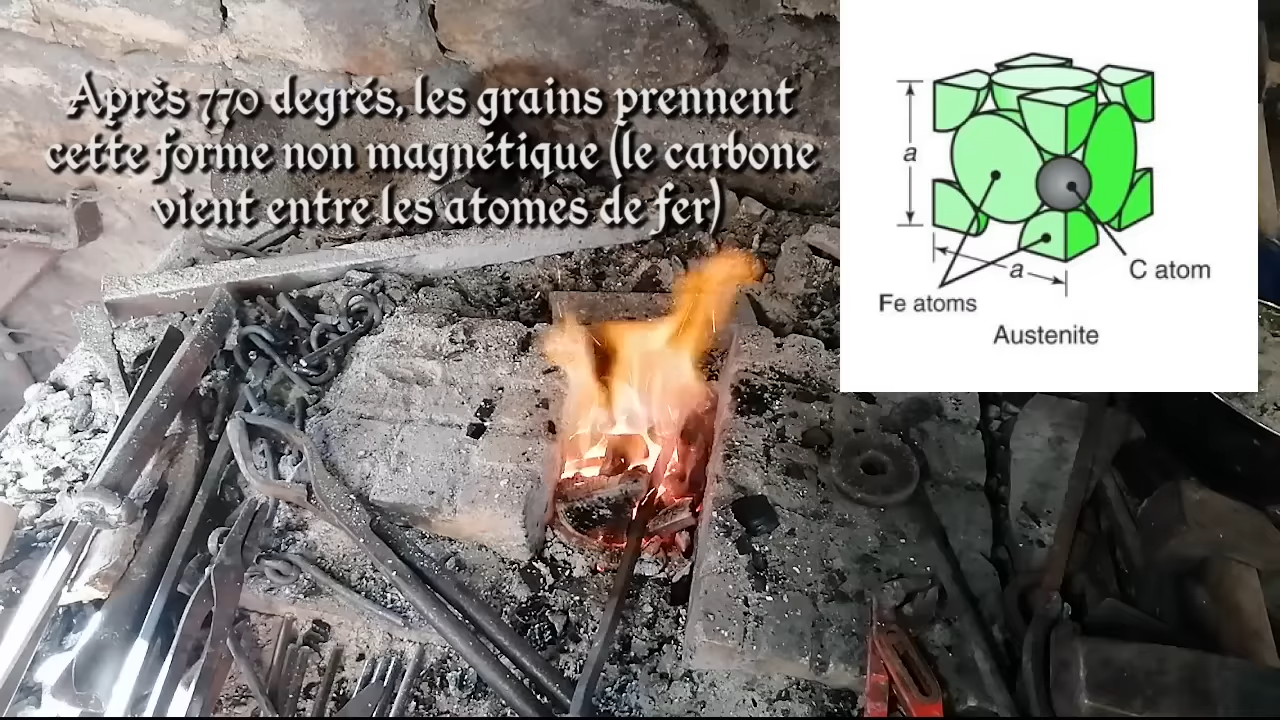 Après 770 degrés, les grains prennent
cette forme non magnétique (le carbone
vient entre les atomes de fer)
a
a
C atom
Fe atoms
Austenite